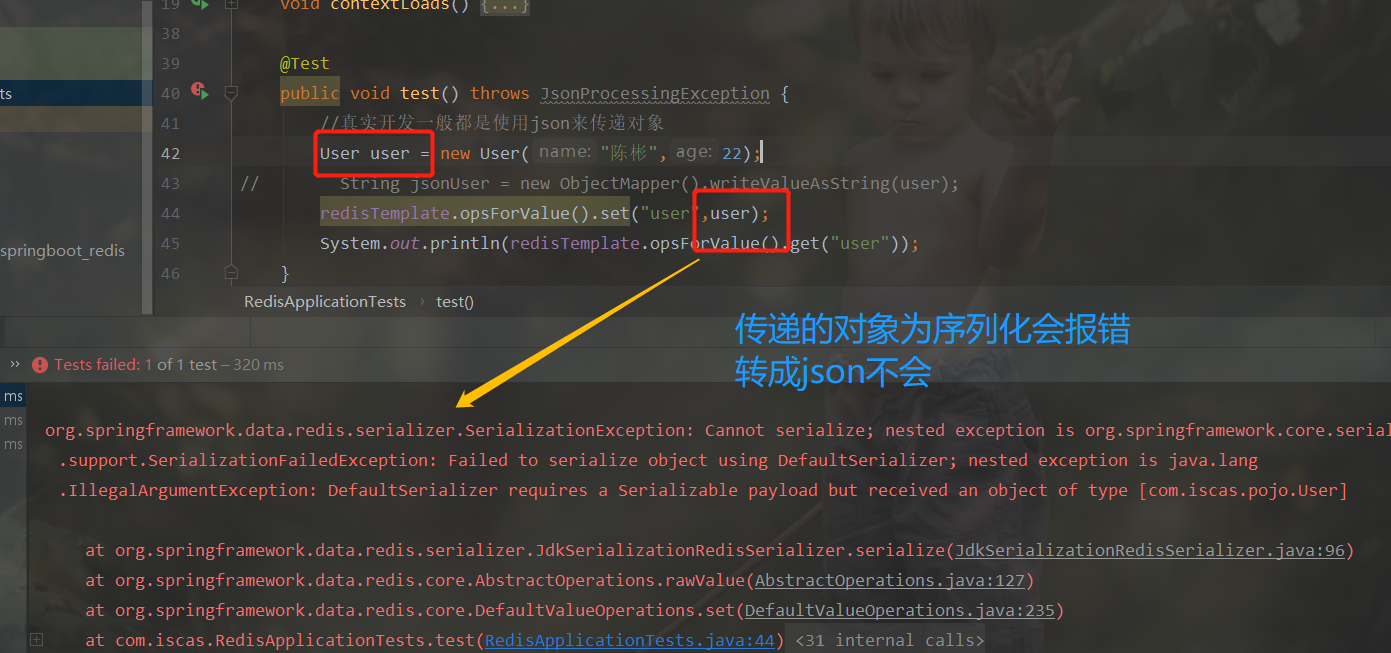 19 void contextLoads() {...}
38
39 @Test
ts
40 public void test() throws JsonProcessingException {
41 //真实开发一般都是使用json来传递对象
42 User user = new User( name: "陈彬", age: 22);
43 // String jsonUser = new ObjectMapper().writeValueAsString(user);
44 redisTemplate.opsForValue().set("user",user);
45 System.out.println(redisTemplate.opsForValue().get("user"));
springboot_redis
46 }
RedisApplicationTests › test()
传递的对象为序列化会报错
转成json不会
» Tests failed: 1 of 1 test – 320 ms
ms
ms
ms
org.springframework.data.redis.serializer.SerializationException: Cannot serialize; nested exception is org.springframework.core.serial
.support.SerializationFailedException: Failed to serialize object using DefaultSerializer; nested exception is java.lang
.IllegalArgumentException: DefaultSerializer requires a Serializable payload but received an object of type [com.iscas.pojo.User]
at org.springframework.data.redis.serializer.JdkSerializationRedisSerializer.serialize(JdkSerializationRedisSerializer.java:96)
at org.springframework.data.redis.core.AbstractOperations.rawValue(AbstractOperations.java:127)
at org.springframework.data.redis.core.DefaultValueOperations.set(DefaultValueOperations.java:235)
at com.iscas.RedisApplicationTests.test(RedisApplicationTests.java:44) <31 internal calls>